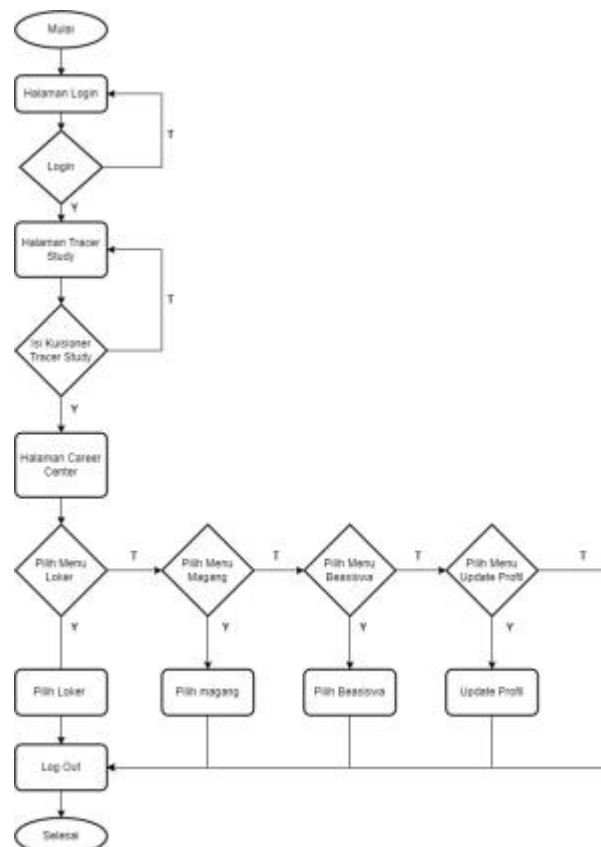 Mulai
Halaman Login
T
Login
Y
Halaman Tracer
Study
T
Isi Kuisioner
Tracer Study
Y
Halaman Career
Center
Pilih Menu
Loker
T
Pilih Menu
Magang
T
Pilih Menu
Beasiswa
T
Pilih Menu
Update Profil
T
Y
Y
Y
Y
Pilih Loker
Pilih magang
Pilih Beasiswa
Update Profil
Log Out
Selesai